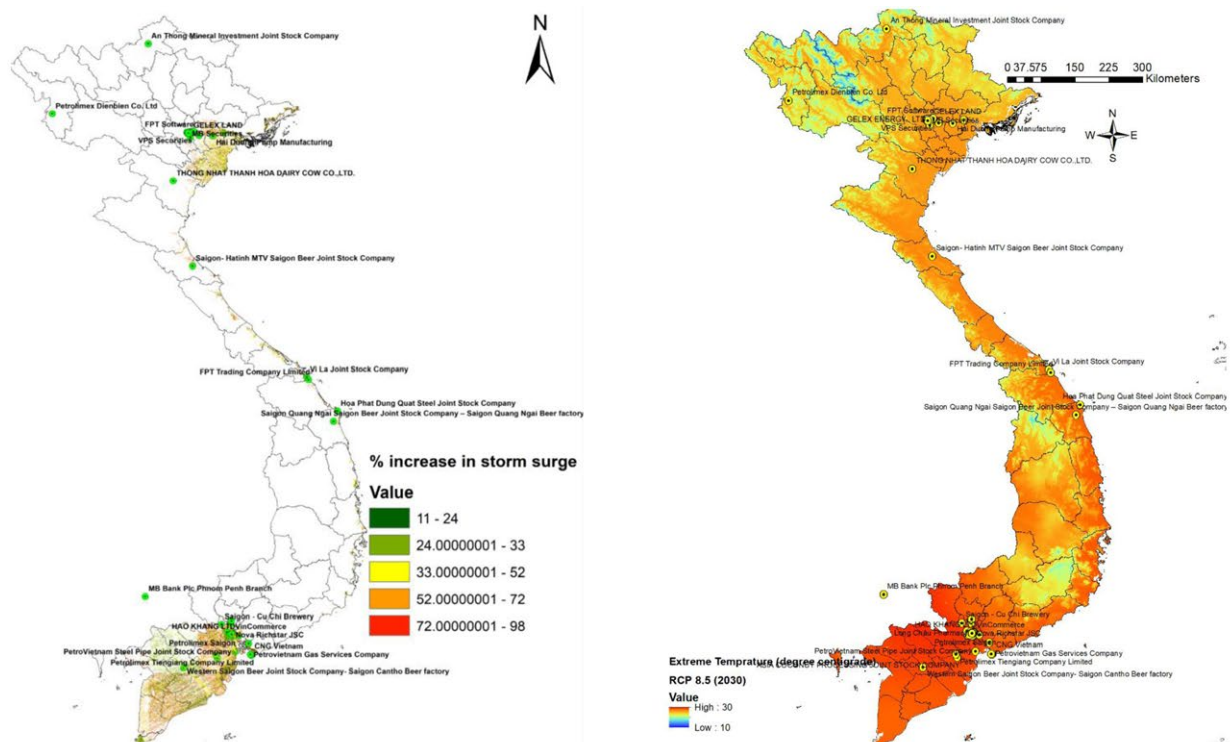 N
An Thong Mineral Investment Joint Stock Company
Petrolimex Dienbien Co. Ltd
FPT Software GELEX LAND
MB Securities
VPS Securities
Hai Duong Pump Manufacturing
THONG NHAT THANH HOA DAIRY COW CO.,LTD.
Saigon- Hatinh MTV Saigon Beer Joint Stock Company
Vi La Joint Stock Company
FPT Trading Company Limited
Hoa Phat Dung Quat Steel Joint Stock Company
Saigon Quang Ngai Saigon Beer Joint Stock Company – Saigon Quang Ngai Beer factory
% increase in storm surge
Value
11 - 24
24.00000001 - 33
33.00000001 - 52
52.00000001 - 72
72.00000001 - 98
MB Bank Plc.Phnom Penh Branch
Saigon - Cu Chi Brewery
HAO KHANG LTD
VinCommerce
Nova Richstar JSC
Petrolimex Saigon
CNG Vietnam
PetroVietnam Steel Pipe Joint Stock Company
Petrovietnam Gas Services Company
Petrolimex Tiengiang Company Limited
Western Saigon Beer Joint Stock Company- Saigon Cantho Beer factory
An Thong Mineral Investment Joint Stock Company
0 37.575 150 225 300
Kilometers
N
W E
S
Petrolimex Dienbien Co. Ltd
FPT Software GELEX LAND
GELEX ENERGY
VPS Securities
Hai Duong Pump Manufacturing
THONG NHAT THANH HOA DAIRY COW CO.,LTD.
Saigon- Hatinh MTV Saigon Beer Joint Stock Company
Vi La Joint Stock Company
FPT Trading Company Limited
Hoa Phat Dung Quat Steel Joint Stock Company
Saigon Quang Ngai Saigon Beer Joint Stock Company – Saigon Quang Ngai Beer factory
MB Bank Plc.Phnom Penh Branch
Saigon - Cu Chi Brewery
HAO KHANG
VinCommerce
Long Chau Pharma
Nova Richstar JSC
Petrolimex
CNG Vietnam
PetroVietnam Steel Pipe Joint Stock Company
Petrovietnam Gas Services Company
Petrolimex Tiengiang Company Limited
JOINT STOCK COMPANY
Western Saigon Beer Joint Stock Company- Saigon Cantho Beer factory
Extreme Temprature (degree centigrade)
RCP 8.5 (2030)
Value
High : 30
Low : 10